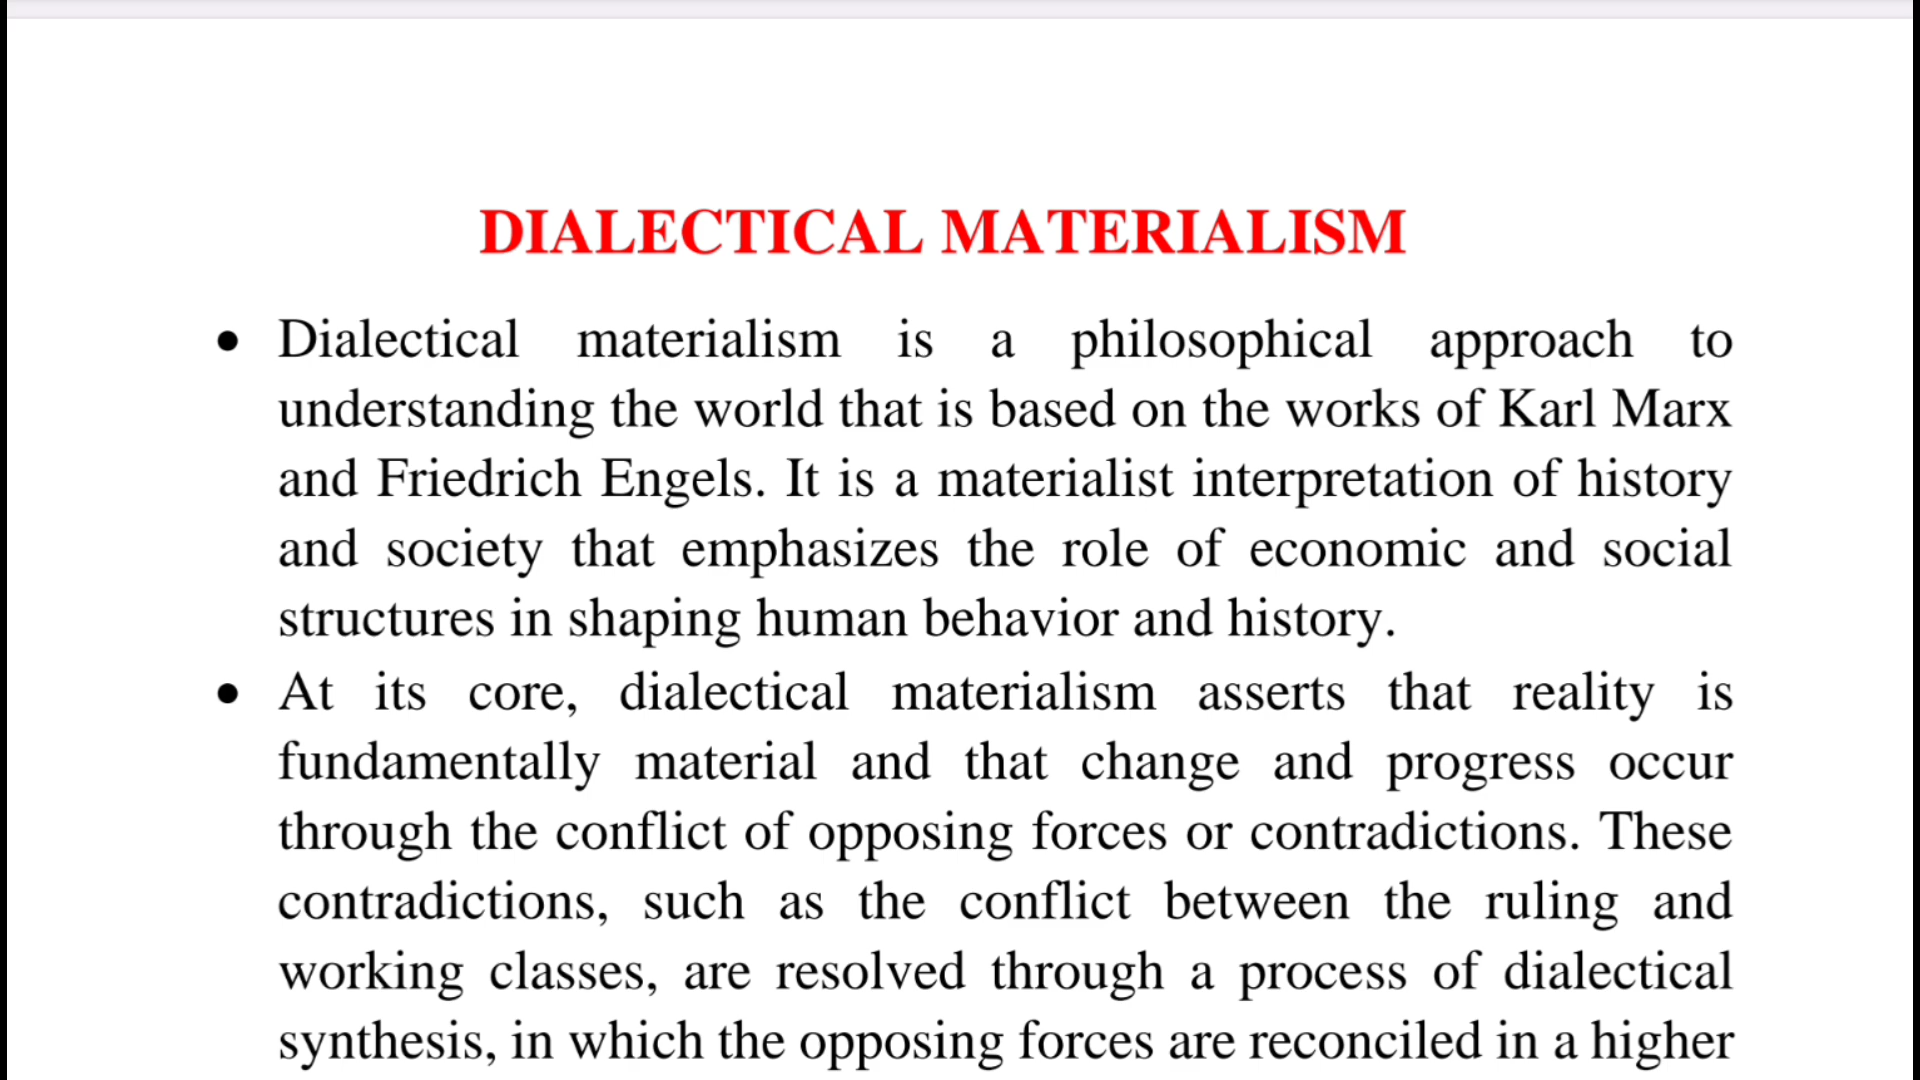 DIALECTICAL MATERIALISM
● Dialectical materialism is a philosophical approach to
understanding the world that is based on the works of Karl Marx
and Friedrich Engels. It is a materialist interpretation of history
and society that emphasizes the role of economic and social
structures in shaping human behavior and history.
● At its core, dialectical materialism asserts that reality is
fundamentally material and that change and progress occur
through the conflict of opposing forces or contradictions. These
contradictions, such as the conflict between the ruling and
working classes, are resolved through a process of dialectical
synthesis, in which the opposing forces are reconciled in a higher